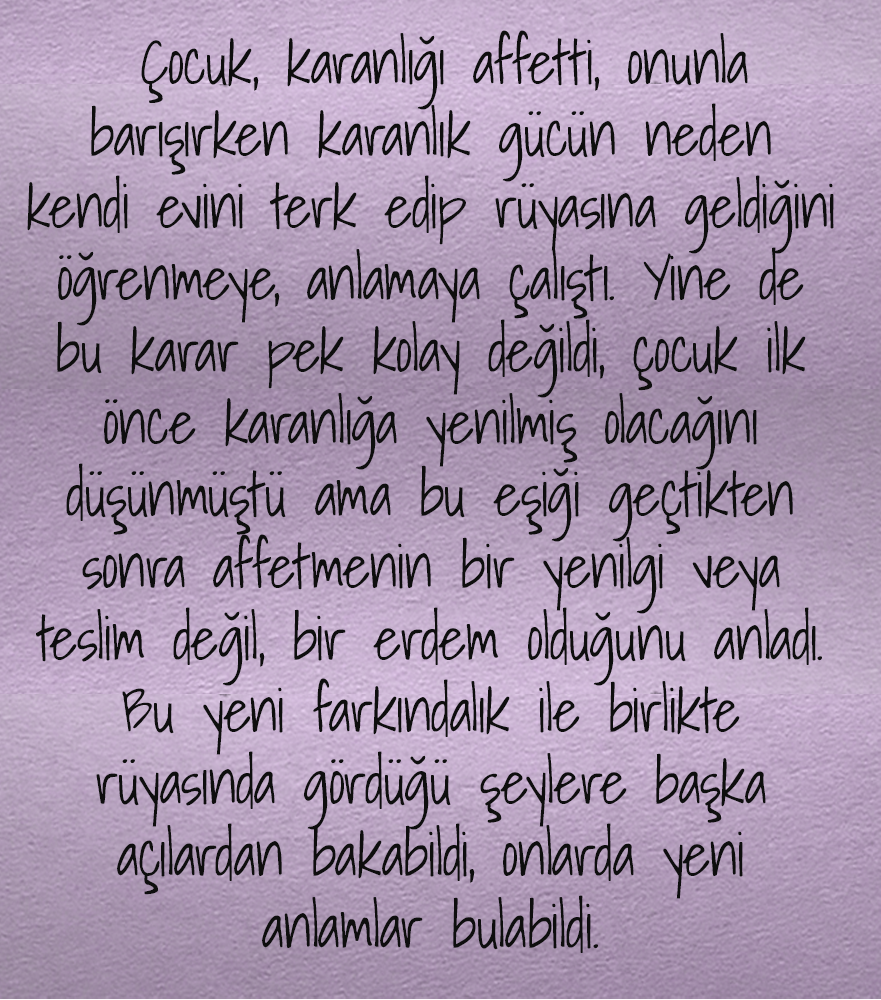 Çocuk, karanlığı affetti, onunla
barışırken karanlık gücün neden
kendi evini terk edip rüyasına geldiğini
öğrenmeye, anlamaya çalıştı. Yine de
bu karar pek kolay değildi, çocuk ilk
önce karanlığa yenilmiş olacağını
düşünmüştü ama bu eşiği geçtikten
sonra affetmenin bir yenilgi veya
teslim değil, bir erdem olduğunu anladı.
Bu yeni farkındalık ile birlikte
rüyasında gördüğü şeylere başka
açılardan bakabildi, onlarda yeni
anlamlar bulabildi.